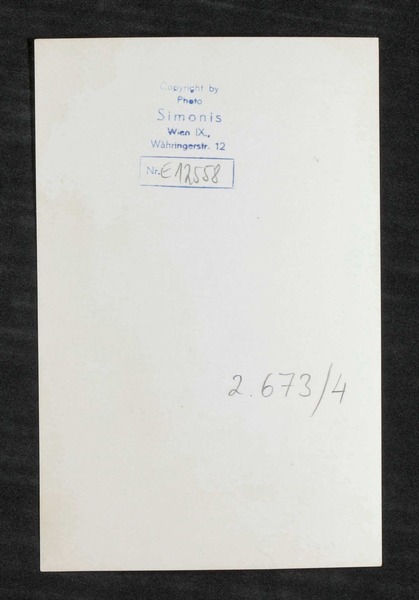 Copyright by
Photo
Simonis
Wien IX.,
Währingerstr. 12
Nr. E12558
2.673/4